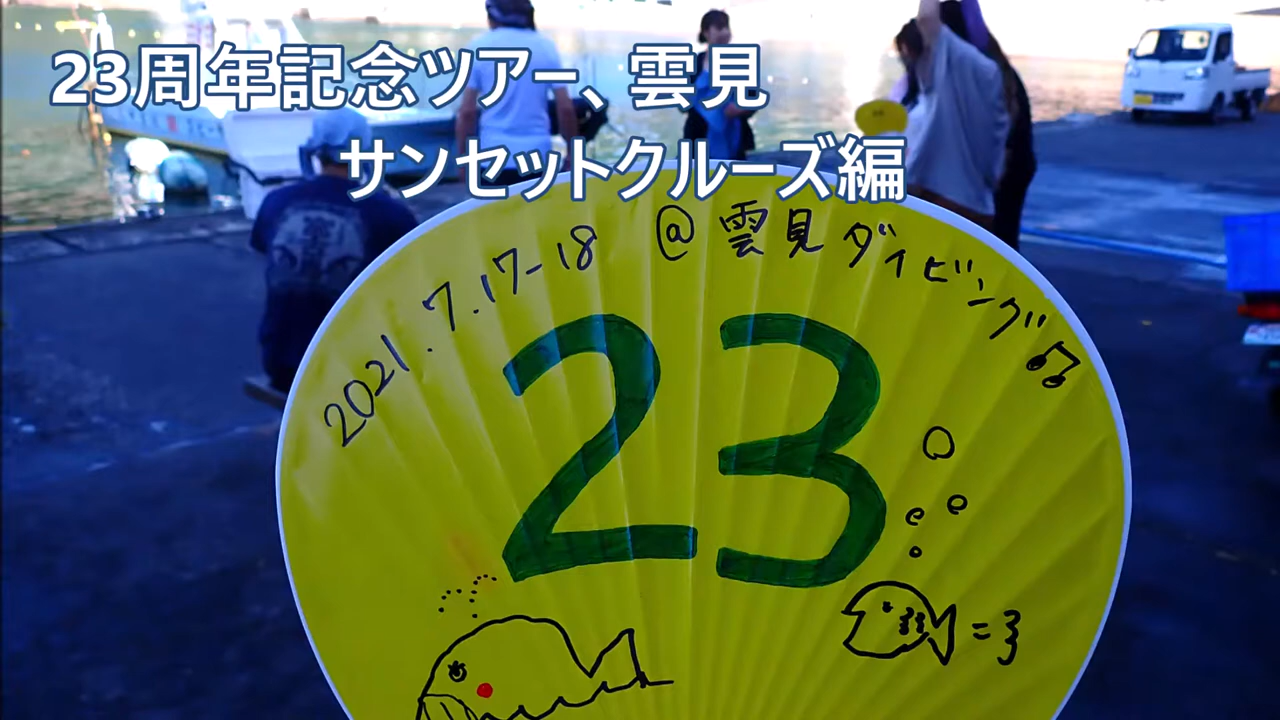 23周年記念ツアー、雲見
サンセットクルーズ編
2021.7.17-18 @ 雲見ダイビング♫
23